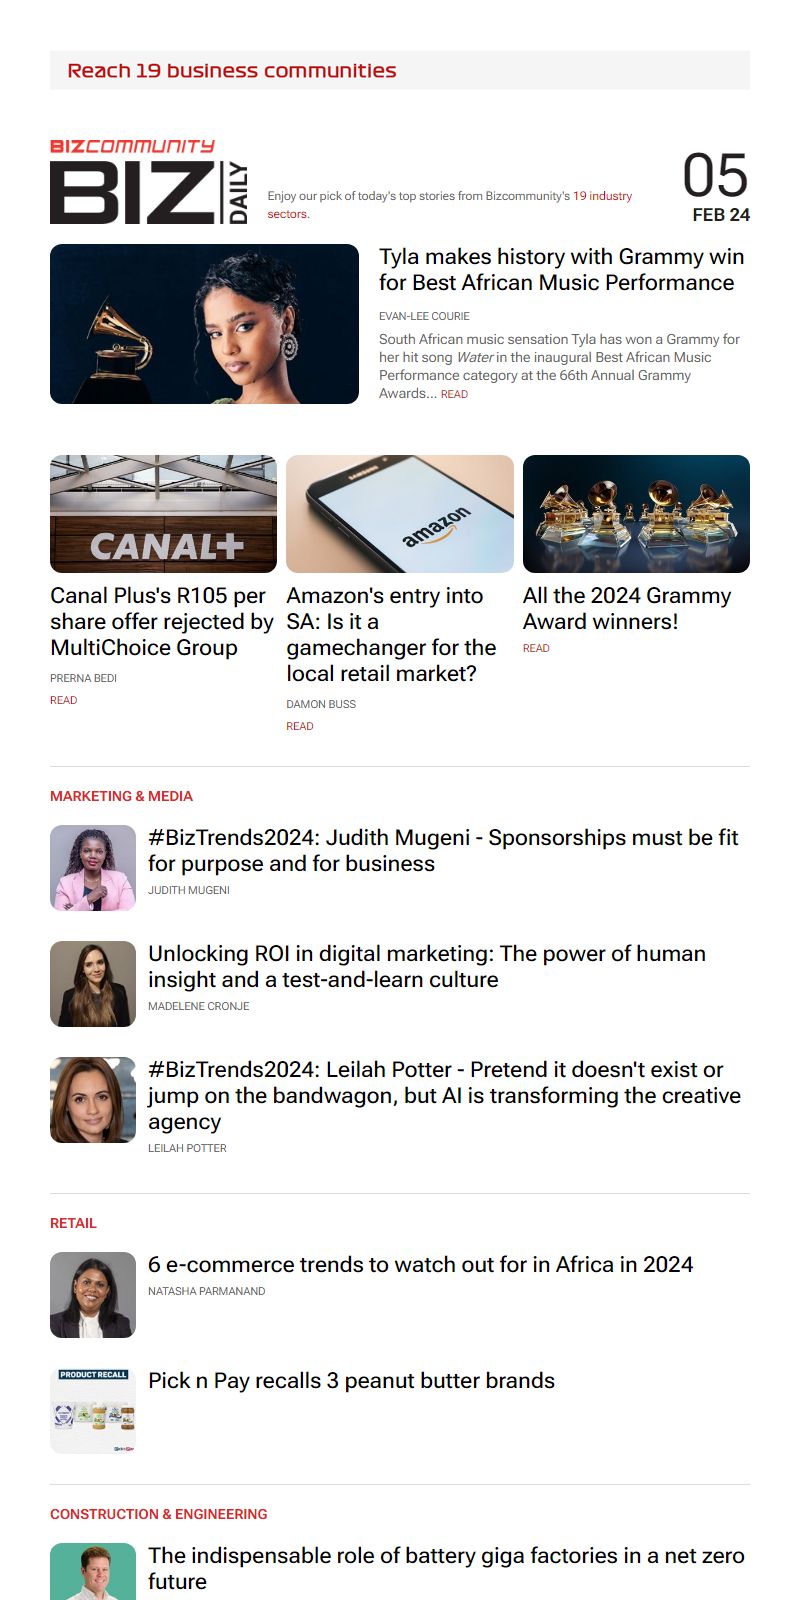 Reach 19 business communities
BIZCOMMUNITY
BIZ DAILY
Enjoy our pick of today's top stories from Bizcommunity's 19 industry
sectors.
05
FEB 24
Tyla makes history with Grammy win
for Best African Music Performance
EVAN-LEE COURIE
South African music sensation Tyla has won a Grammy for
her hit song Water in the inaugural Best African Music
Performance category at the 66th Annual Grammy
Awards... READ
CANAL+
Canal Plus's R105 per
share offer rejected by
MultiChoice Group
PRERNA BEDI
READ
SAMSUNG
amazon
Amazon's entry into
SA: Is it a
gamechanger for the
local retail market?
DAMON BUSS
READ
All the 2024 Grammy
Award winners!
READ
MARKETING & MEDIA
#BizTrends2024: Judith Mugeni - Sponsorships must be fit
for purpose and for business
JUDITH MUGENI
Unlocking ROI in digital marketing: The power of human
insight and a test-and-learn culture
MADELENE CRONJE
#BizTrends2024: Leilah Potter - Pretend it doesn't exist or
jump on the bandwagon, but AI is transforming the creative
agency
LEILAH POTTER
RETAIL
6 e-commerce trends to watch out for in Africa in 2024
NATASHA PARMANAND
PRODUCT RECALL
Pick n Pay recalls 3 peanut butter brands
CONSTRUCTION & ENGINEERING
The indispensable role of battery giga factories in a net zero
future